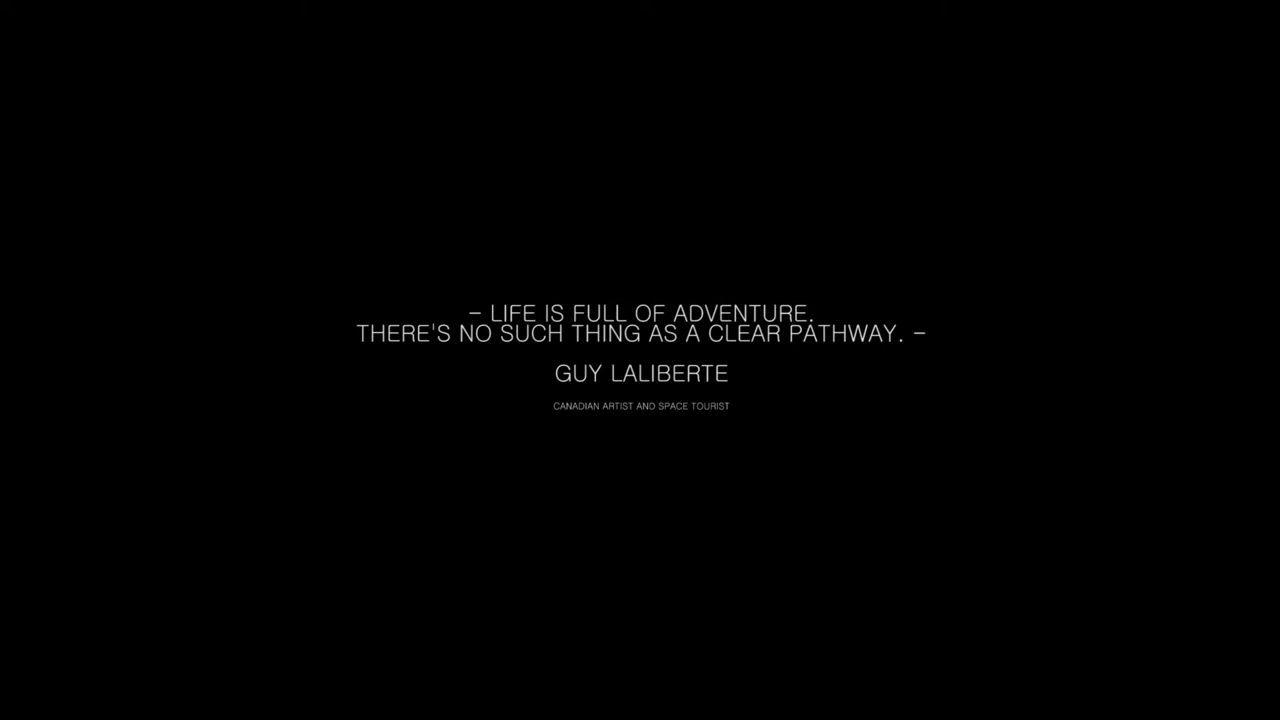 – LIFE IS FULL OF ADVENTURE.
THERE'S NO SUCH THING AS A CLEAR PATHWAY. –
GUY LALIBERTE
CANADIAN ARTIST AND SPACE TOURIST